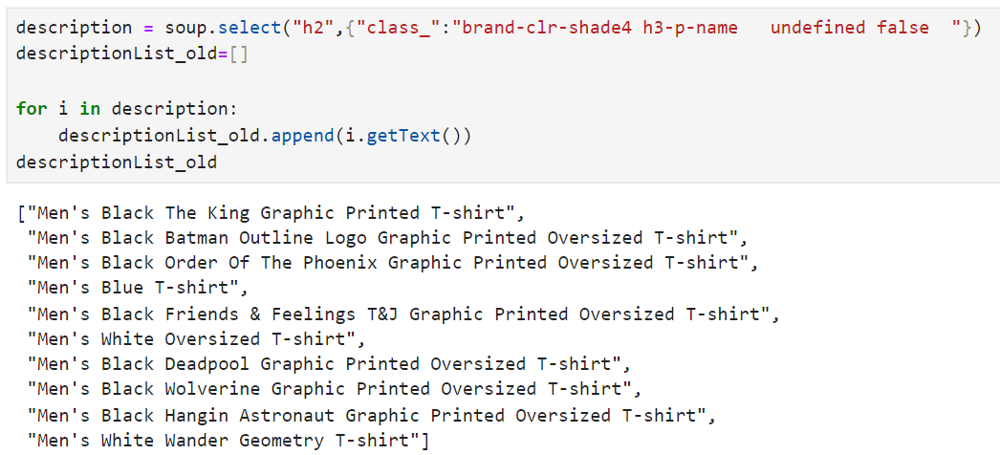 description = soup.select("h2",{"class_":"brand-clr-shade4 h3-p-name   undefined false  "})
descriptionList_old=[]
for i in description:
    descriptionList_old.append(i.getText())
descriptionList_old
["Men's Black The King Graphic Printed T-shirt",
 "Men's Black Batman Outline Logo Graphic Printed Oversized T-shirt",
 "Men's Black Order Of The Phoenix Graphic Printed Oversized T-shirt",
 "Men's Blue T-shirt",
 "Men's Black Friends & Feelings T&J Graphic Printed Oversized T-shirt",
 "Men's White Oversized T-shirt",
 "Men's Black Deadpool Graphic Printed Oversized T-shirt",
 "Men's Black Wolverine Graphic Printed Oversized T-shirt",
 "Men's Black Hangin Astronaut Graphic Printed Oversized T-shirt",
 "Men's White Wander Geometry T-shirt"]